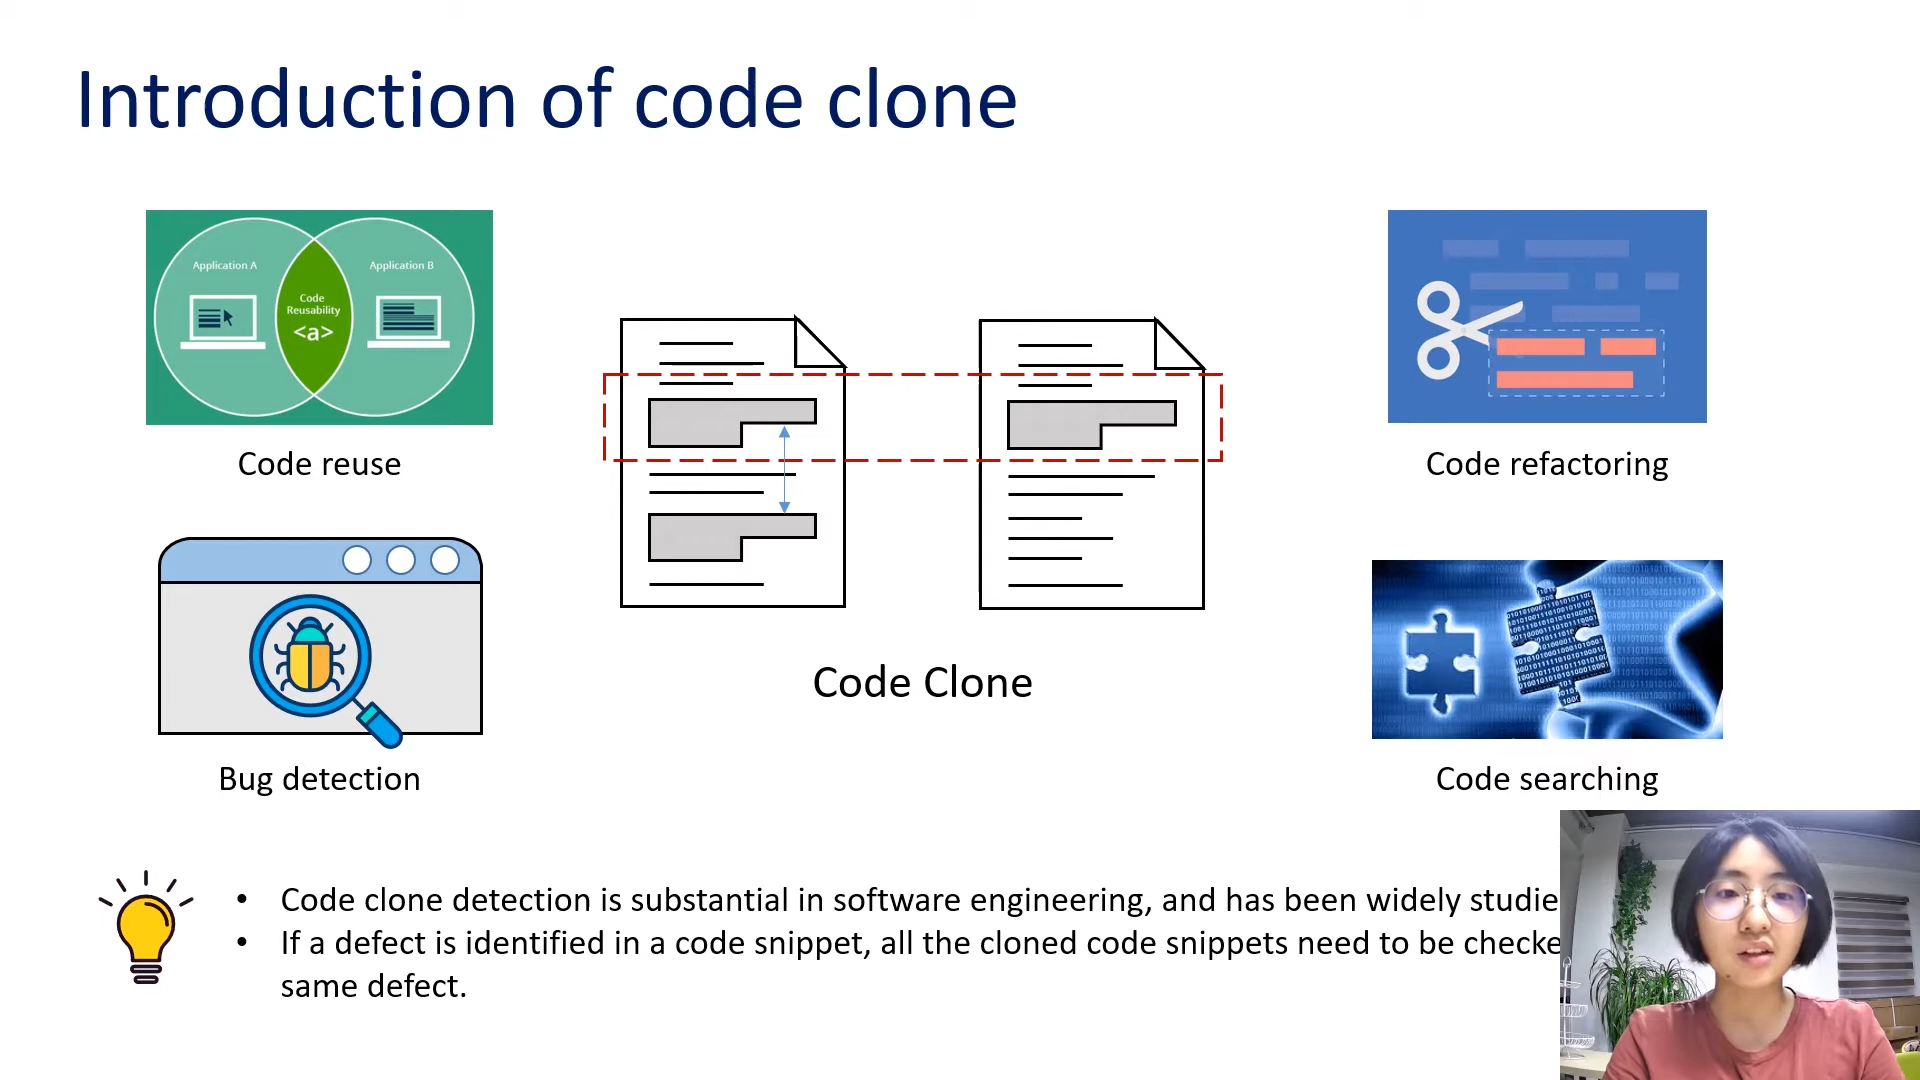 Introduction of code clone
Application A
Application B
Code
Reusability
<a>
Code reuse
Code refactoring
Code Clone
Bug detection
Code searching
• Code clone detection is substantial in software engineering, and has been widely studie
• If a defect is identified in a code snippet, all the cloned code snippets need to be checke
same defect.